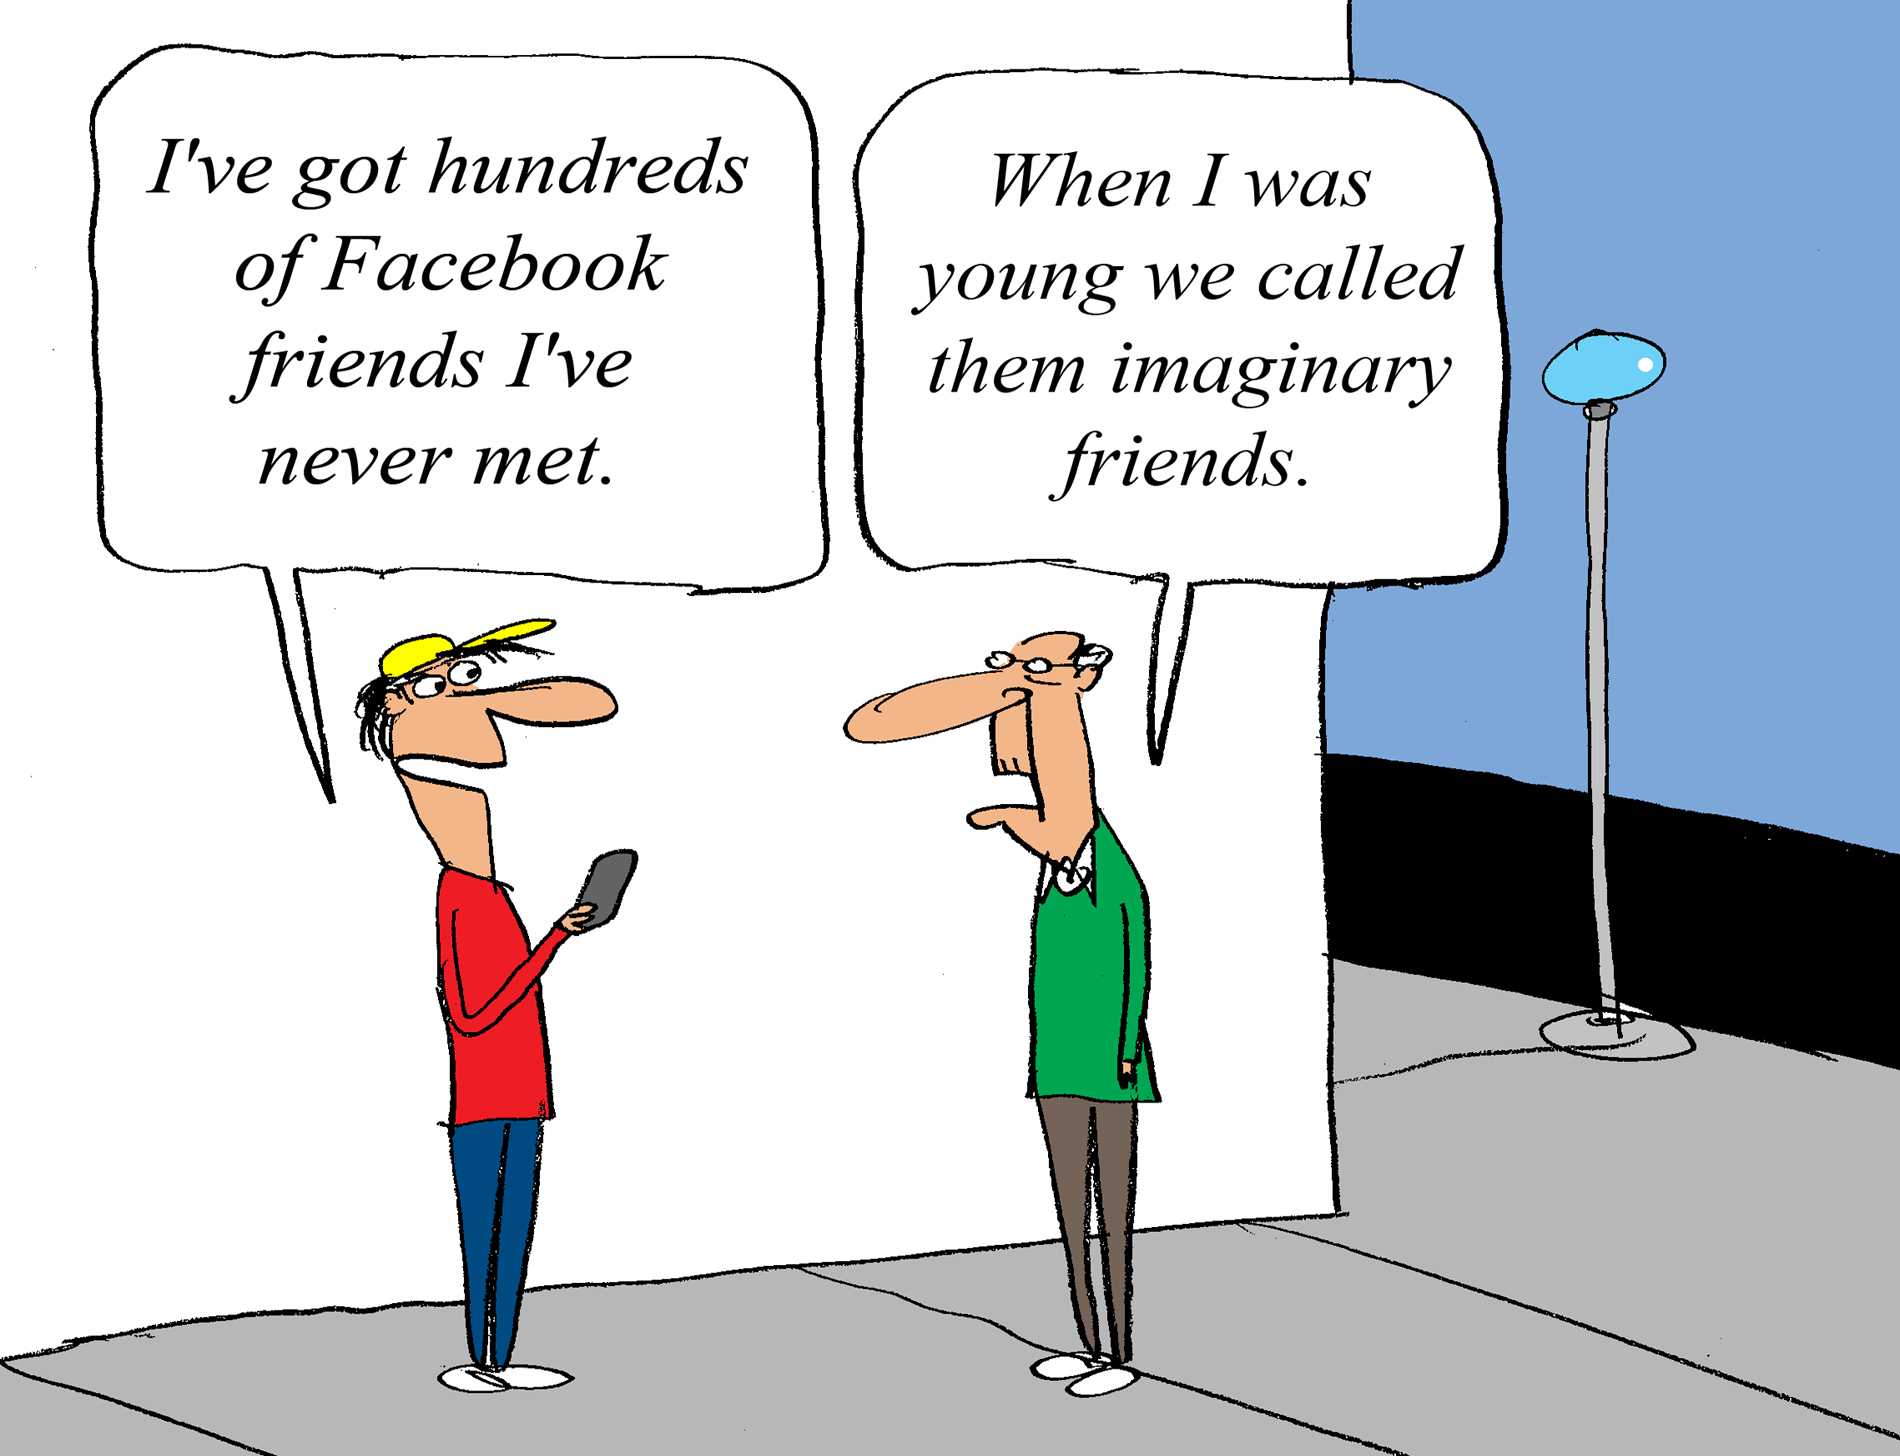 I've got hundreds
of Facebook
friends I've
never met.
When I was
young we called
them imaginary
friends.